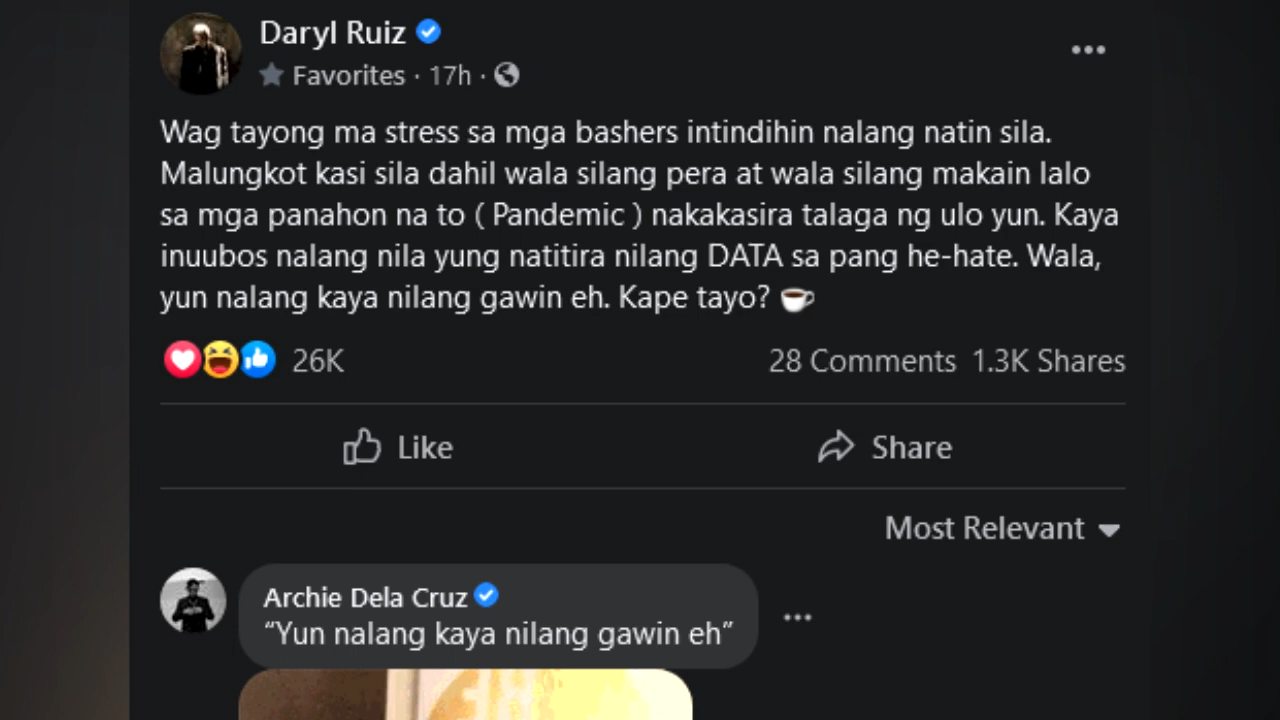 Daryl Ruiz
Favorites · 17h ·
Wag tayong ma stress sa mga bashers intindihin nalang natin sila.
Malungkot kasi sila dahil wala silang pera at wala silang makain lalo
sa mga panahon na to ( Pandemic ) nakakasira talaga ng ulo yun. Kaya
inuubos nalang nila yung natitira nilang DATA sa pang he-hate. Wala,
yun nalang kaya nilang gawin eh. Kape tayo? ☕
26K 28 Comments 1.3K Shares
Like Share
Most Relevant
Archie Dela Cruz
“Yun nalang kaya nilang gawin eh”